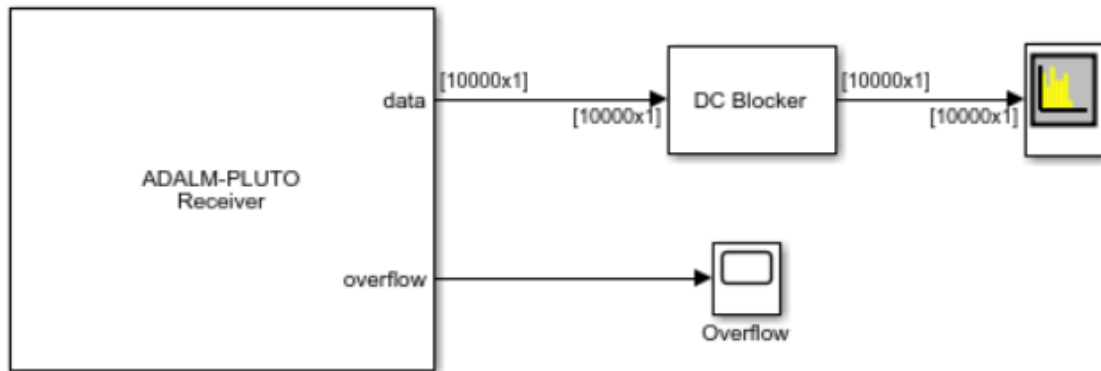 ADALM-PLUTO
Receiver
data
[10000x1]
[10000x1]
DC Blocker
[10000x1]
[10000x1]
overflow
Overflow